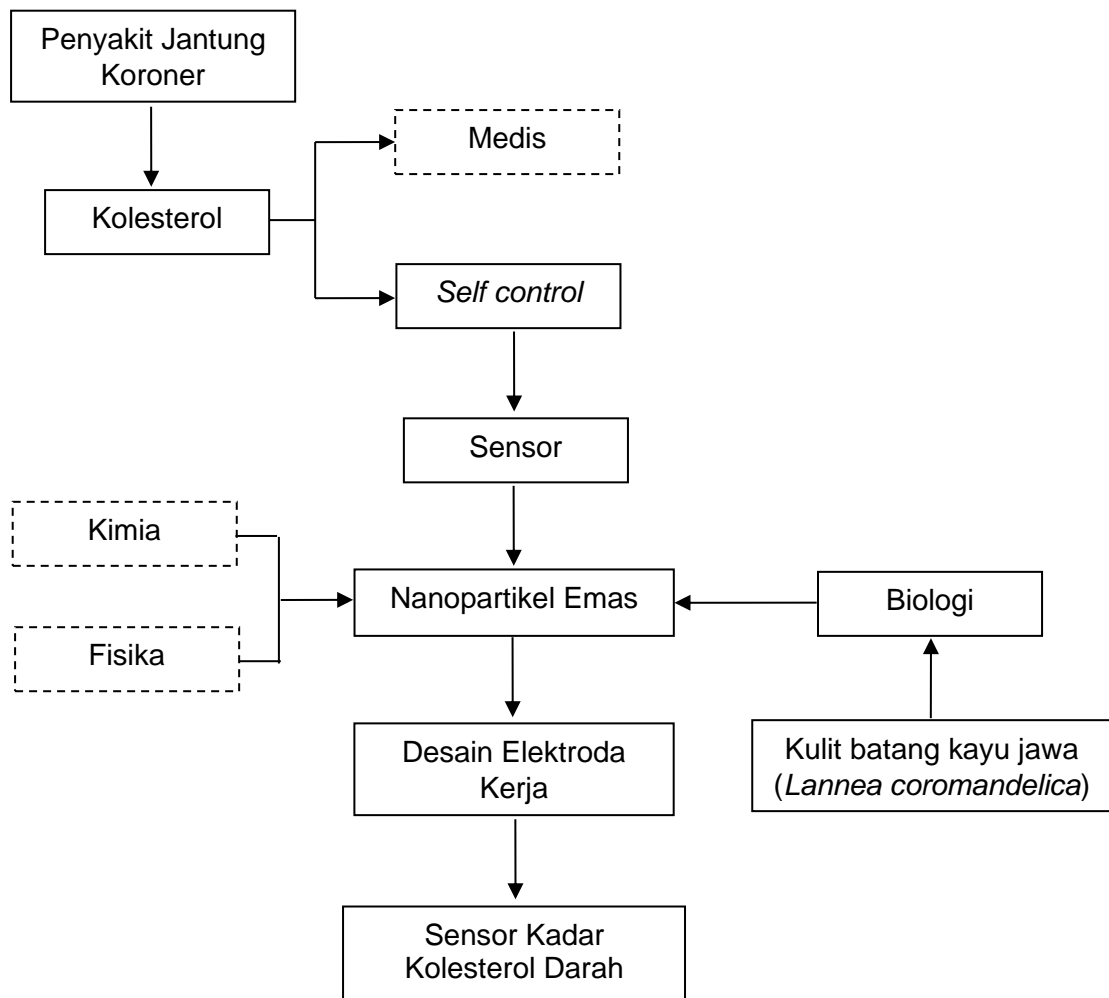 Penyakit Jantung
Koroner
Medis
Kolesterol
Self control
Sensor
Kimia
Nanopartikel Emas
Biologi
Fisika
Desain Elektroda
Kerja
Kulit batang kayu jawa
(Lannea coromandelica)
Sensor Kadar
Kolesterol Darah